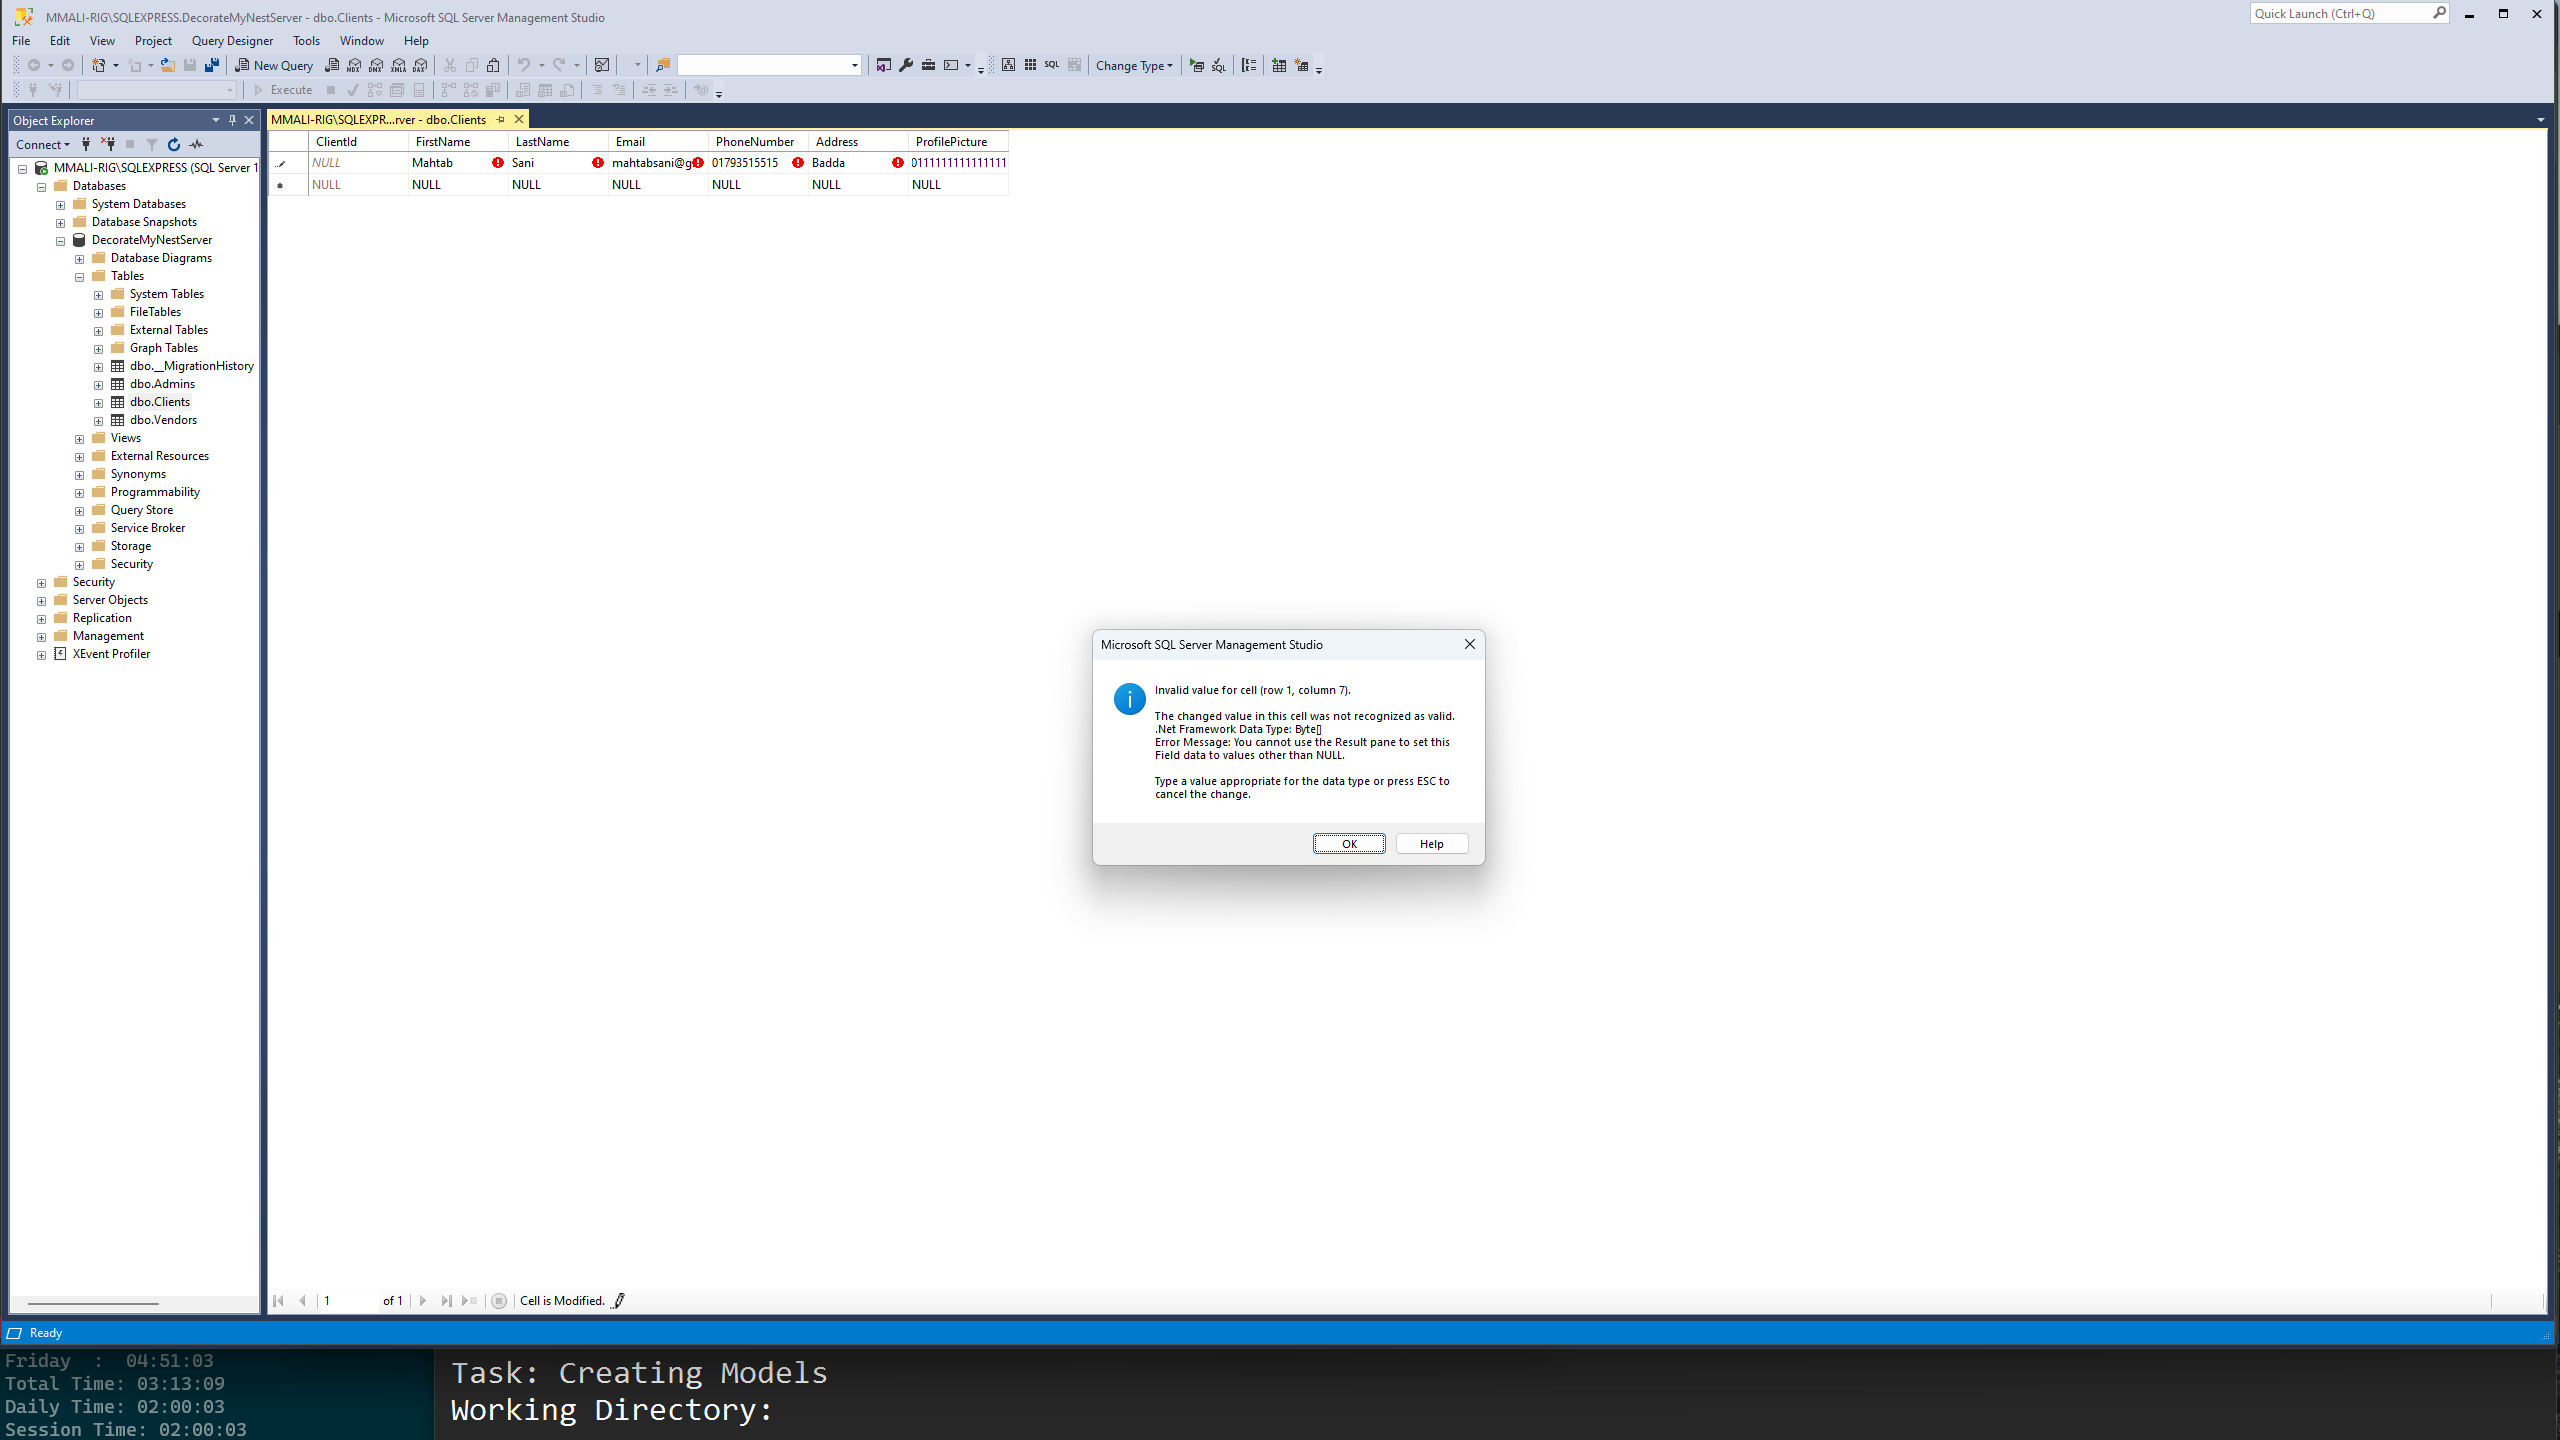 MMALI-RIG\SQLEXPRESS.DecorateMyNestServer - dbo.Clients - Microsoft SQL Server Management Studio
Quick Launch (Ctrl+Q)
File Edit View Project Query Designer Tools Window Help
New Query MDX DMX XMLA DAX SQL Change Type
Execute
Object Explorer
Connect
MMALI-RIG\SQLEXPRESS (SQL Server 1
Databases
System Databases
Database Snapshots
DecorateMyNestServer
Database Diagrams
Tables
System Tables
FileTables
External Tables
Graph Tables
dbo.__MigrationHistory
dbo.Admins
dbo.Clients
dbo.Vendors
Views
External Resources
Synonyms
Programmability
Query Store
Service Broker
Storage
Security
Security
Server Objects
Replication
Management
XEvent Profiler
MMALI-RIG\SQLEXPR...rver - dbo.Clients
ClientId FirstName LastName Email PhoneNumber Address ProfilePicture
NULL Mahtab Sani mahtabsani@g 01793515515 Badda 0111111111111111
NULL NULL NULL NULL NULL NULL NULL
Microsoft SQL Server Management Studio
Invalid value for cell (row 1, column 7).
The changed value in this cell was not recognized as valid.
.Net Framework Data Type: Byte[]
Error Message: You cannot use the Result pane to set this
Field data to values other than NULL.
Type a value appropriate for the data type or press ESC to
cancel the change.
OK Help
1 of 1 Cell is Modified.
Ready
Friday : 04:51:03
Total Time: 03:13:09
Daily Time: 02:00:03
Session Time: 02:00:03
Task: Creating Models
Working Directory: